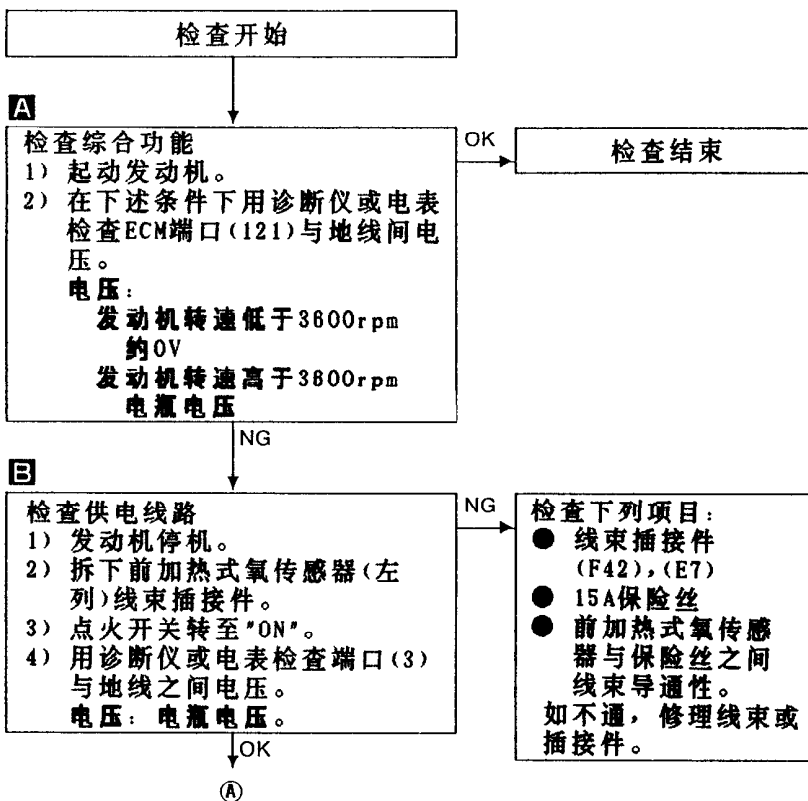 检查开始
A
检查综合功能
1) 起动发动机。
2) 在下述条件下用诊断仪或电表
检查ECM端口(121)与地线间电
压。
电压:
发动机转速低于3600rpm
约0V
发动机转速高于3600rpm
电瓶电压
OK
检查结束
NG
B
检查供电线路
1) 发动机停机。
2) 拆下前加热式氧传感器(左
列)线束插接件。
3) 点火开关转至"ON"。
4) 用诊断仪或电表检查端口(3)
与地线之间电压。
电压: 电瓶电压。
NG
检查下列项目:
● 线束插接件
(F42),(E7)
● 15A保险丝
● 前加热式氧传感
器与保险丝之间
线束导通性。
如不通, 修理线束或
插接件。
OK
Ⓐ